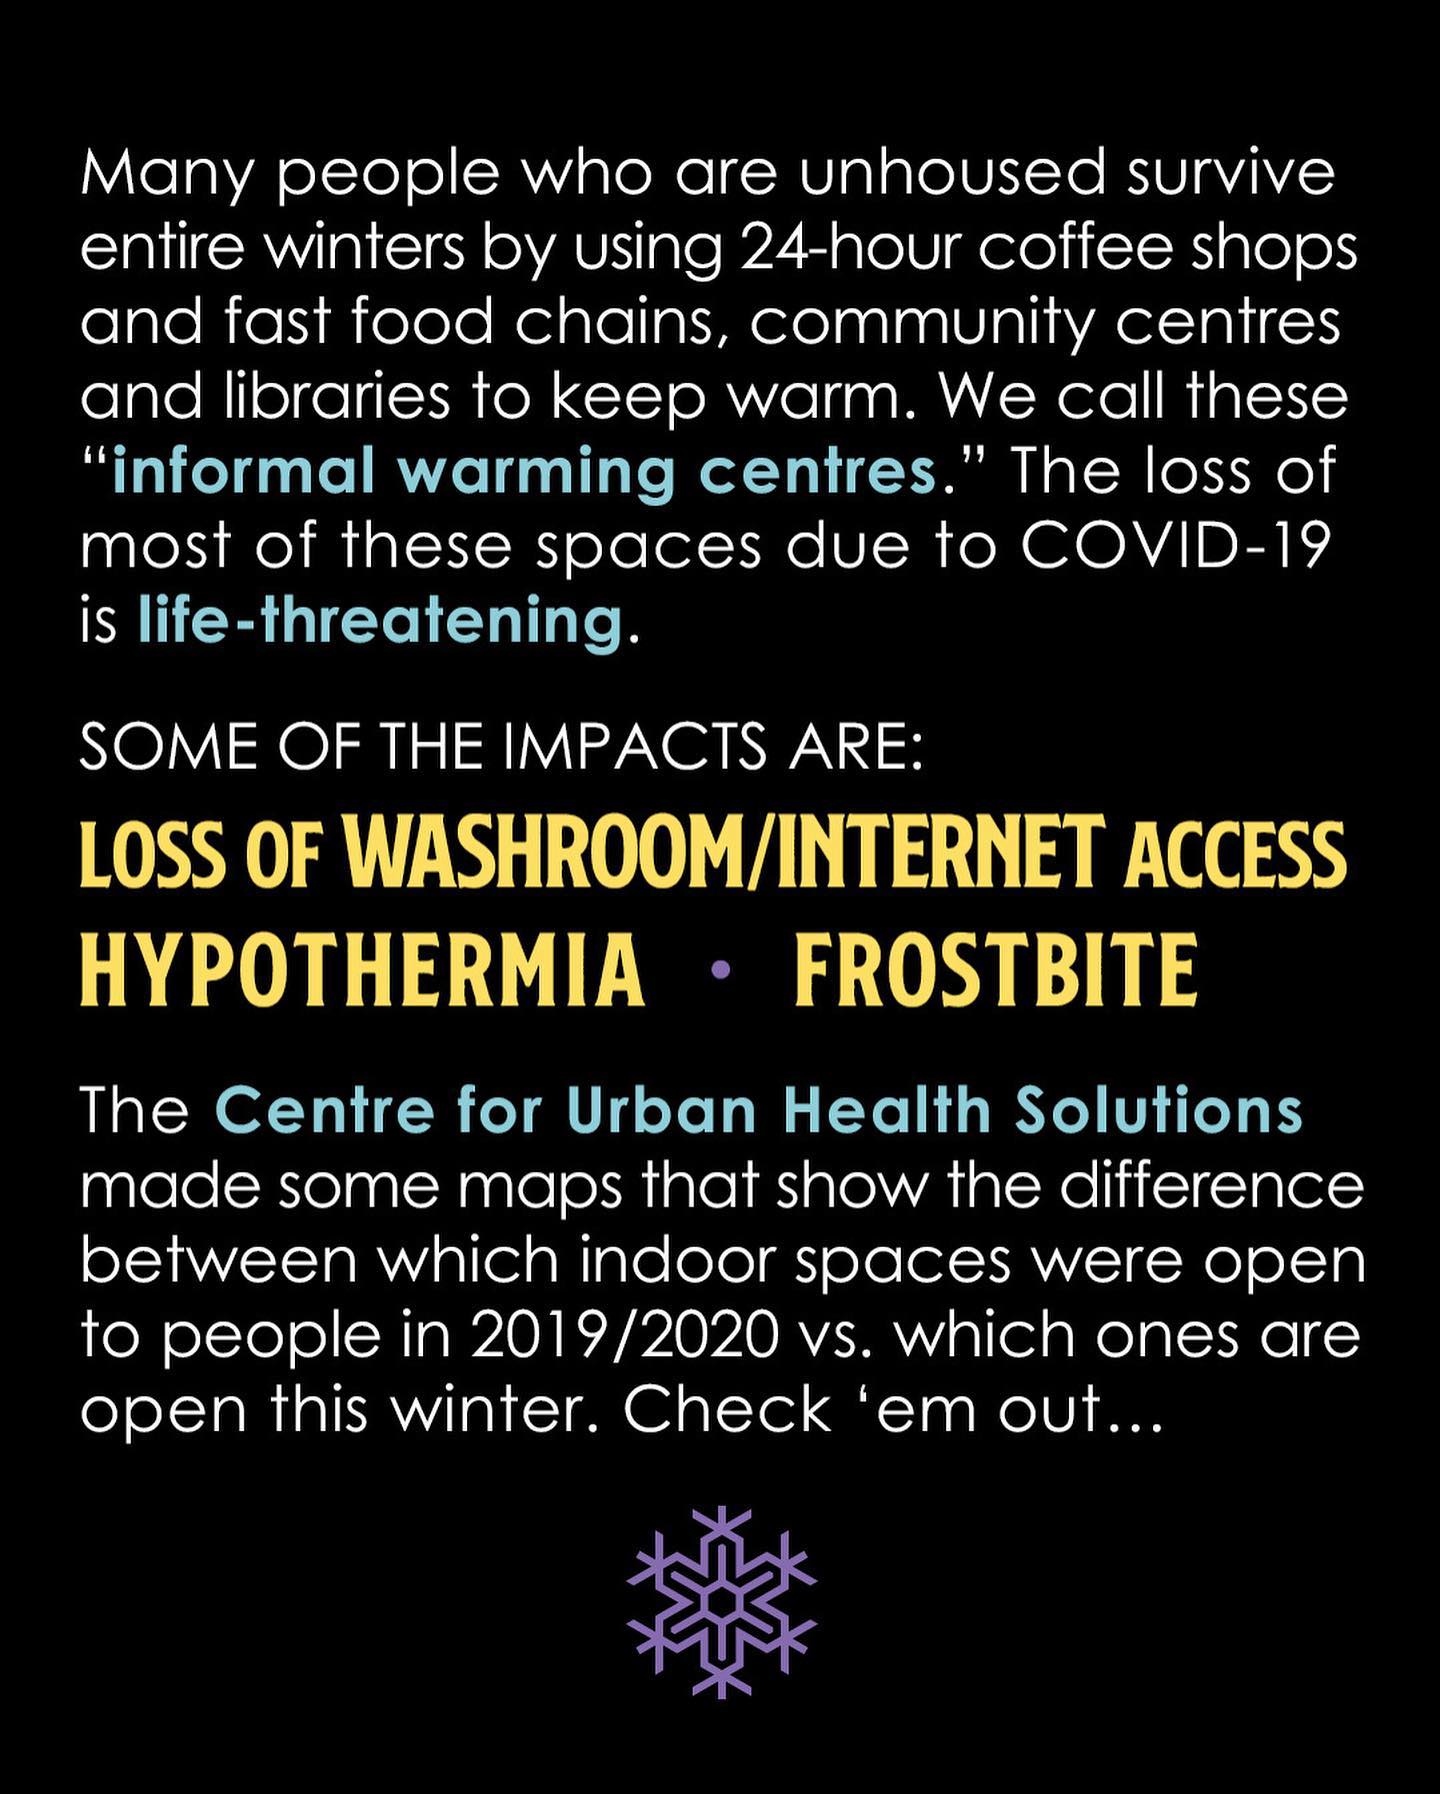 Many people who are unhoused survive
entire winters by using 24-hour coffee shops
and fast food chains, community centres
and libraries to keep warm. We call these
“informal warming centres.” The loss of
most of these spaces due to COVID-19
is life-threatening.
SOME OF THE IMPACTS ARE:
LOSS OF WASHROOM/INTERNET ACCESS
HYPOTHERMIA • FROSTBITE
The Centre for Urban Health Solutions
made some maps that show the difference
between which indoor spaces were open
to people in 2019/2020 vs. which ones are
open this winter. Check ‘em out...